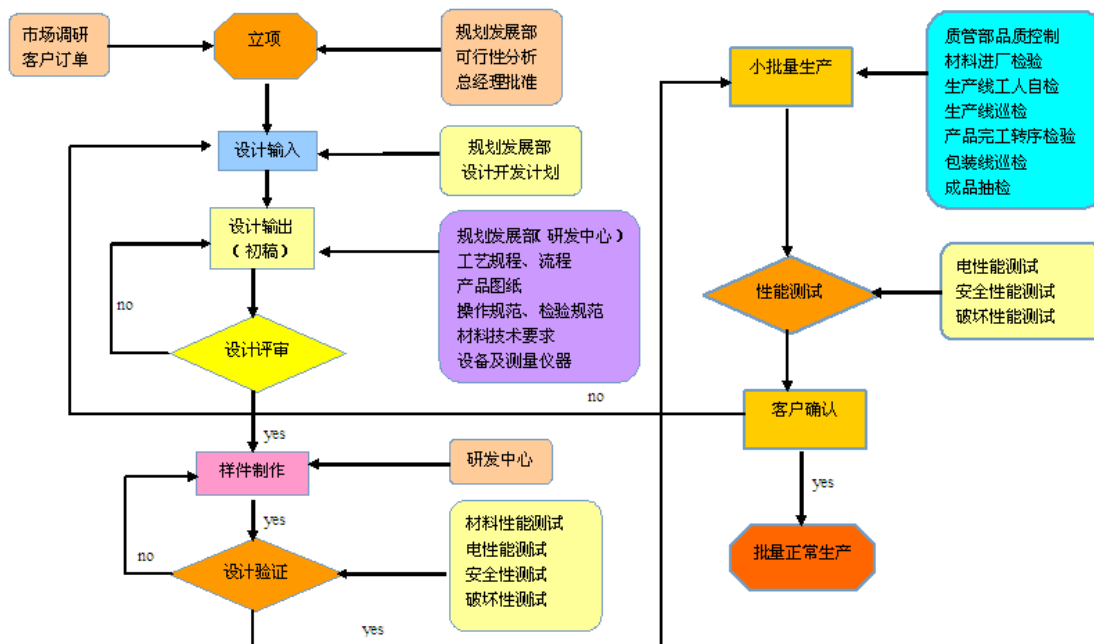 市场调研
客户订单
立项
规划发展部
可行性分析
总经理批准
设计输入
规划发展部
设计开发计划
设计输出
（初稿）
规划发展部（研发中心）
工艺规程、流程
产品图纸
操作规范、检验规范
材料技术要求
设备及测量仪器
no
设计评审
yes
样件制作
研发中心
yes
no
设计验证
材料性能测试
电性能测试
安全性测试
破坏性测试
yes
小批量生产
质管部品质控制
材料进厂检验
生产线工人自检
生产线巡检
产品完工转序检验
包装线巡检
成品抽检
性能测试
电性能测试
安全性能测试
破坏性能测试
no
客户确认
yes
批量正常生产